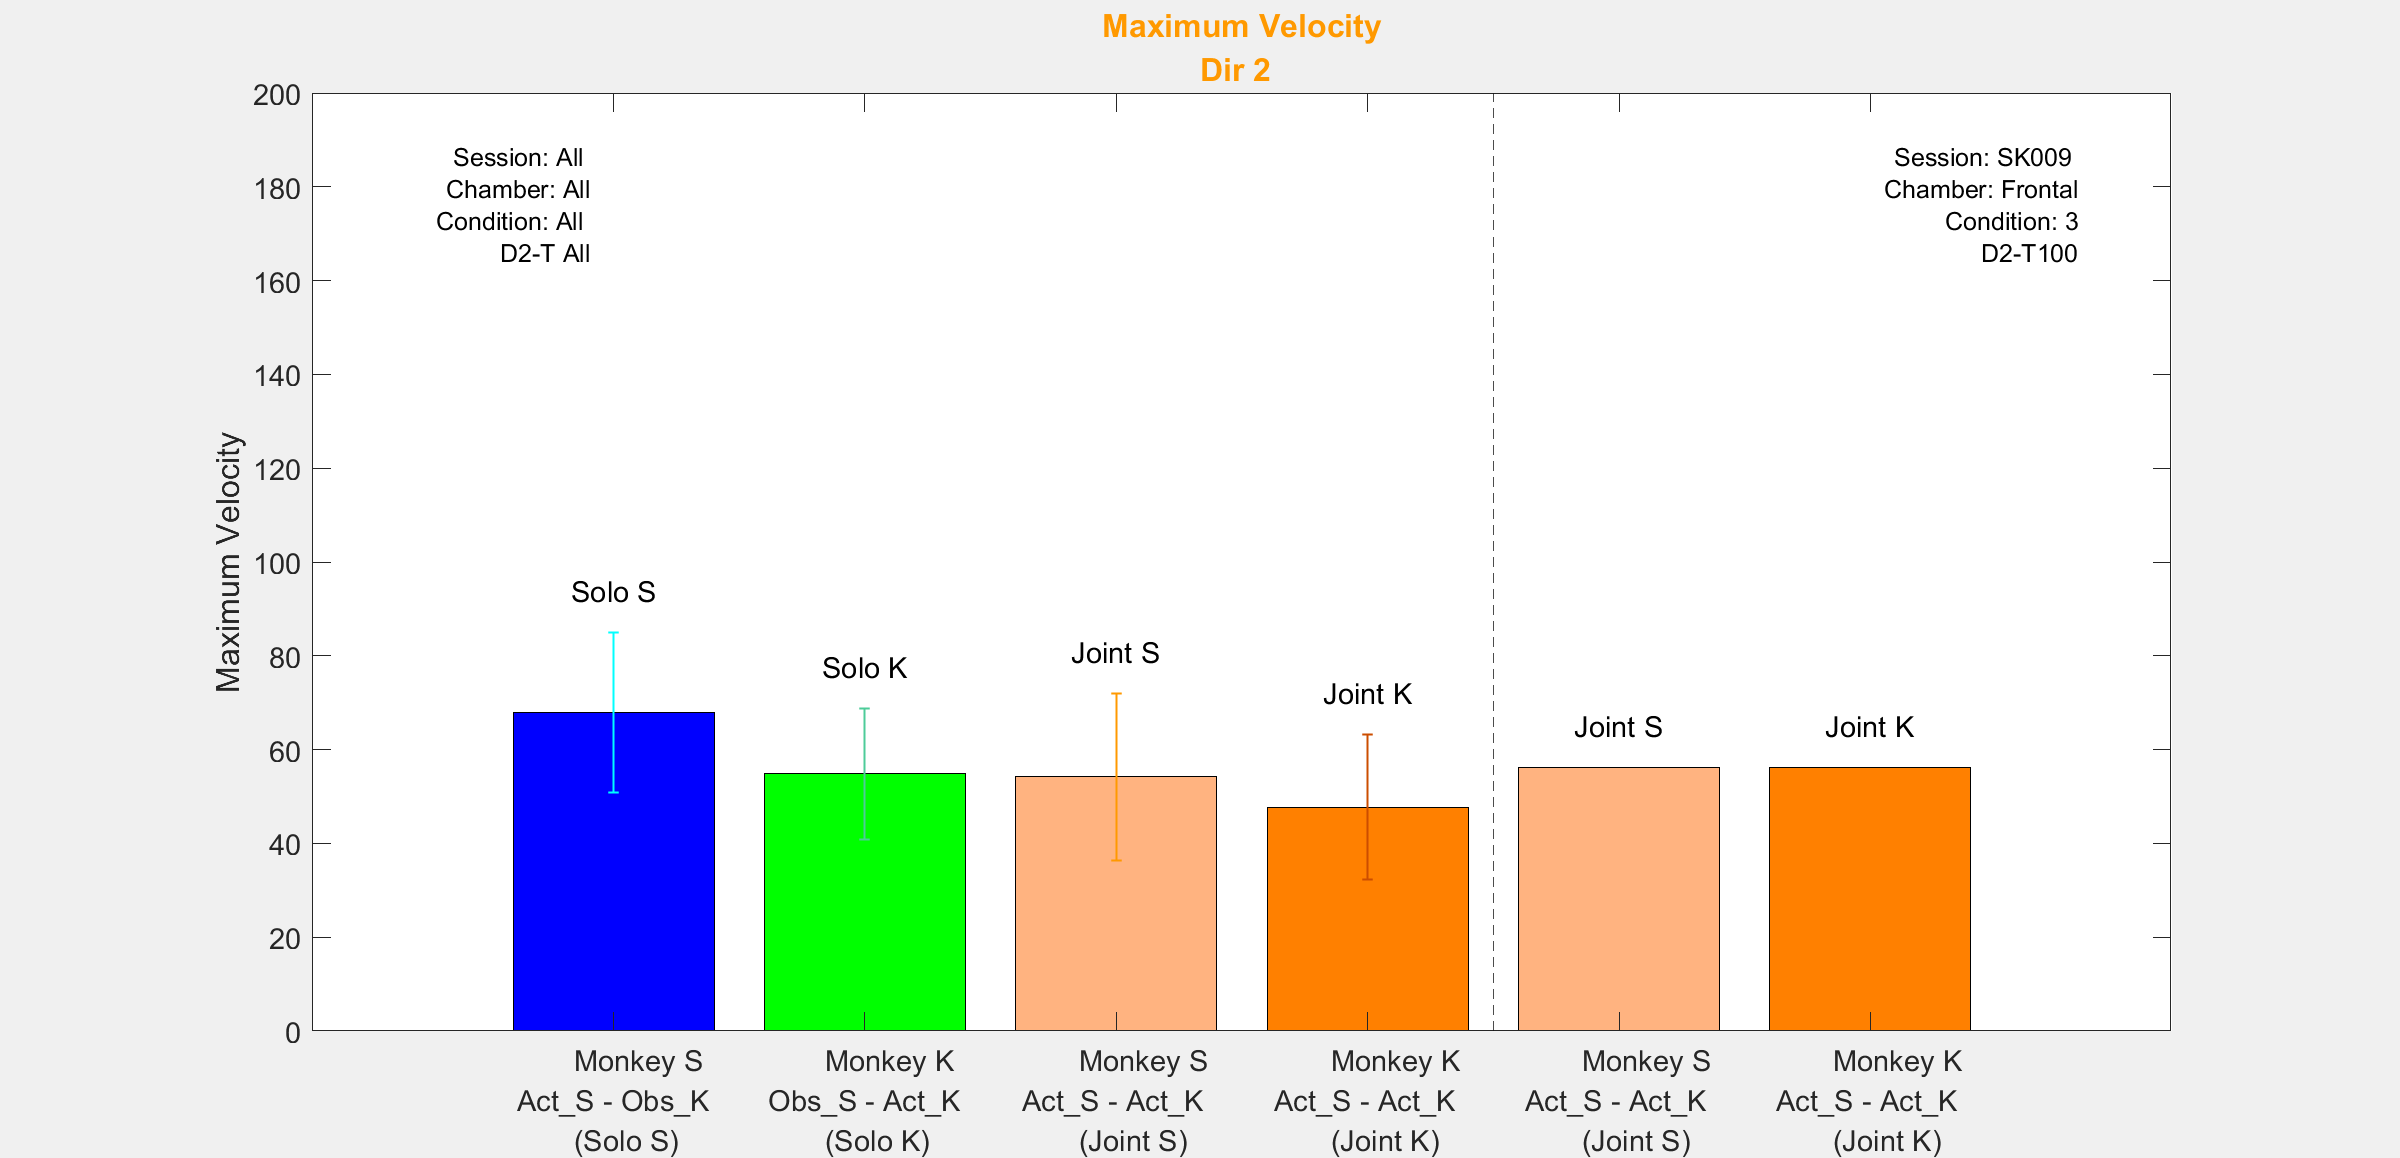 Maximum Velocity
Dir 2
Session: All
Chamber: All
Condition: All
D2-T All
Session: SK009
Chamber: Frontal
Condition: 3
D2-T100
Maximum Velocity
200
180
160
140
120
100
80
60
40
20
0
Solo S
Solo K
Joint S
Joint K
Joint S
Joint K
Monkey S
Act_S - Obs_K
(Solo S)
Monkey K
Obs_S - Act_K
(Solo K)
Monkey S
Act_S - Act_K
(Joint S)
Monkey K
Act_S - Act_K
(Joint K)
Monkey S
Act_S - Act_K
(Joint S)
Monkey K
Act_S - Act_K
(Joint K)